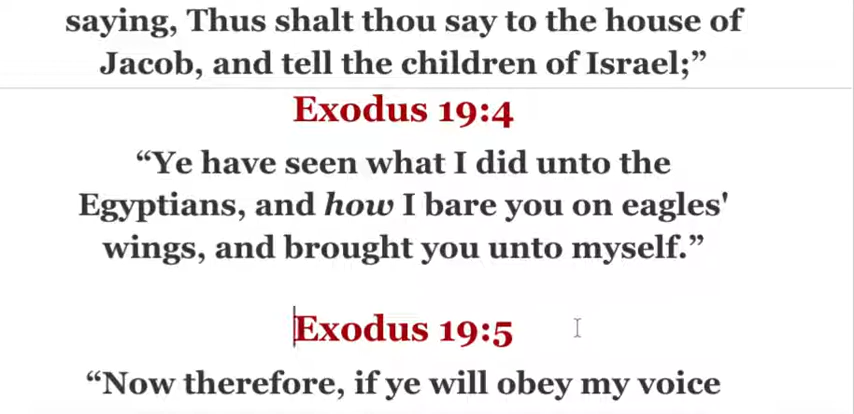 saying, Thus shalt thou say to the house of
Jacob, and tell the children of Israel;”
Exodus 19:4
“Ye have seen what I did unto the
Egyptians, and how I bare you on eagles'
wings, and brought you unto myself.”
Exodus 19:5
“Now therefore, if ye will obey my voice